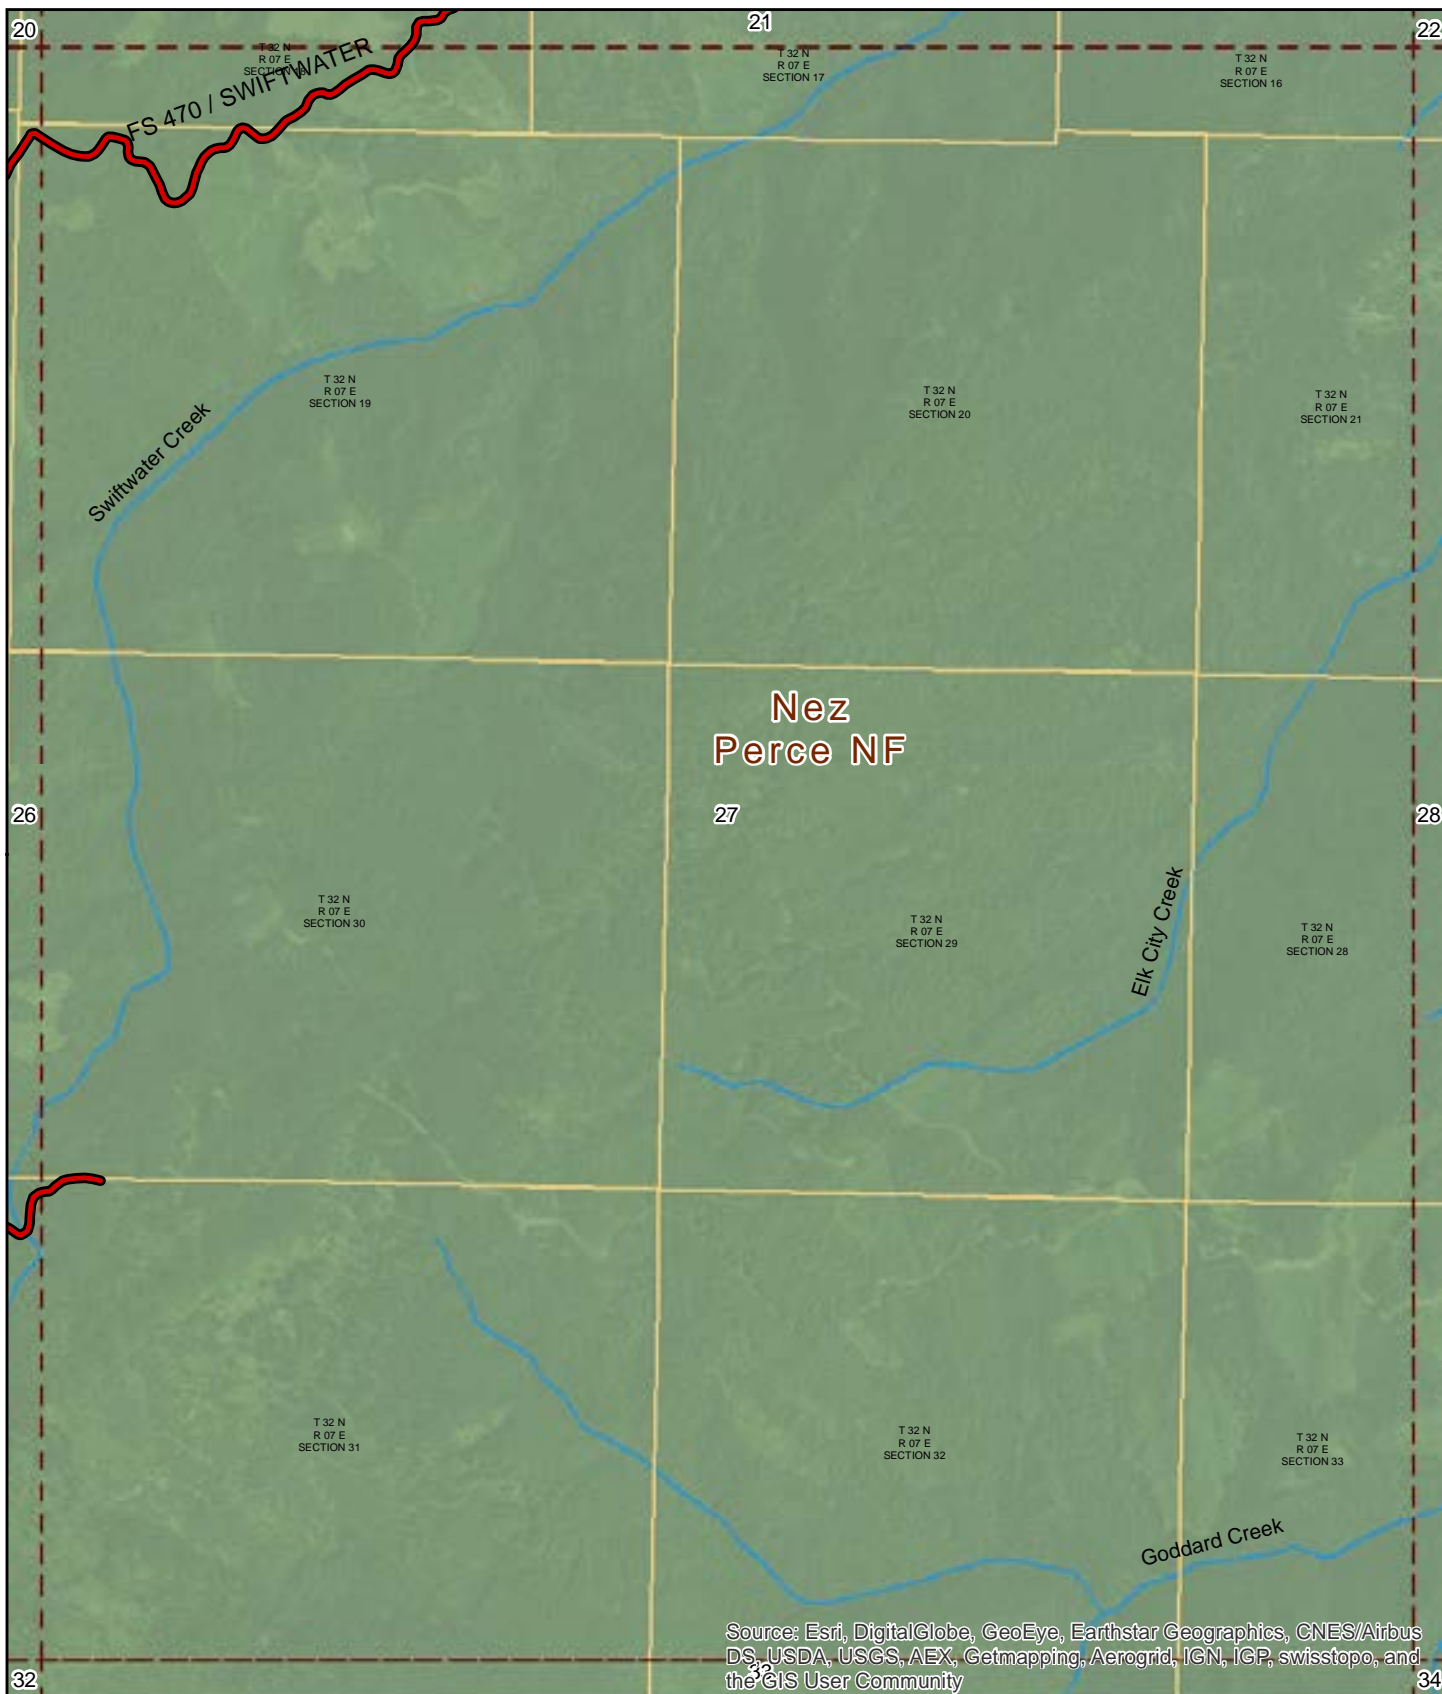 20
21
22
T 32 N
R 07 E
SECTION 18
FS 470 / SWIFTWATER
T 32 N
R 07 E
SECTION 17
T 32 N
R 07 E
SECTION 16
T 32 N
R 07 E
SECTION 19
T 32 N
R 07 E
SECTION 20
T 32 N
R 07 E
SECTION 21
Swiftwater Creek
Nez
Perce NF
26
27
28
T 32 N
R 07 E
SECTION 30
T 32 N
R 07 E
SECTION 29
Elk City Creek
T 32 N
R 07 E
SECTION 28
T 32 N
R 07 E
SECTION 31
T 32 N
R 07 E
SECTION 32
T 32 N
R 07 E
SECTION 33
Goddard Creek
Source: Esri, DigitalGlobe, GeoEye, Earthstar Geographics, CNES/Airbus
DS, USDA, USGS, AEX, Getmapping, Aerogrid, IGN, IGP, swisstopo, and
the GIS User Community
32
33
34